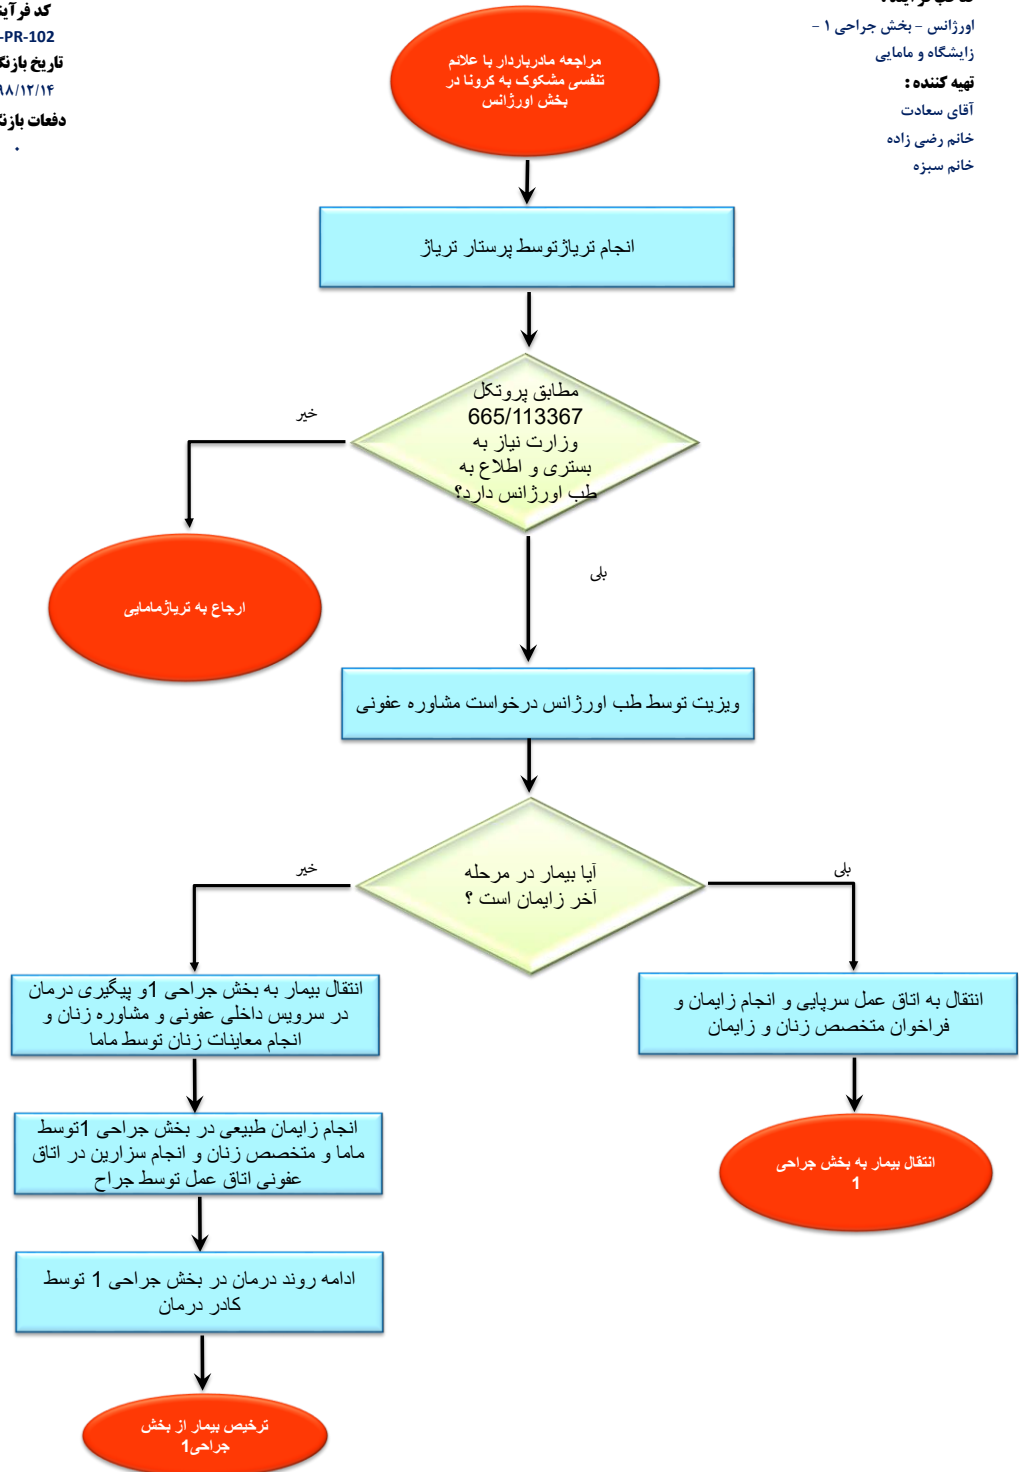 اورژانس - بخش جراحی ۱ -
زایشگاه و مامایی
تهیه کننده :
آقای سعادت
خانم رضی زاده
خانم سبزه
کد
-PR-102
تاریخ
۹۸/۱۲/۱۴
دفعات
۰
مراجعه مادرباردار با علائم
تنفسی مشکوک به کرونا در
بخش اورژانس
انجام تریاژتوسط پرستار تریاژ
مطابق پروتکل
665/113367
وزارت نیاز به
بستری و اطلاع به
طب اورژانس دارد؟
خیر
ارجاع به تریاژمامایی
بلی
ویزیت توسط طب اورژانس درخواست مشاوره عفونی
آیا بیمار در مرحله
آخر زایمان است ؟
بلی
خیر
انتقال به اتاق عمل سرپایی و انجام زایمان و
فراخوان متخصص زنان و زایمان
انتقال بیمار به بخش جراحی
1
انتقال بیمار به بخش جراحی 1و پیگیری درمان
در سرویس داخلی عفونی و مشاوره زنان و
انجام معاینات زنان توسط ماما
انجام زایمان طبیعی در بخش جراحی 1توسط
ماما و متخصص زنان و انجام سزارین در اتاق
عفونی اتاق عمل توسط جراح
ادامه روند درمان در بخش جراحی 1 توسط
کادر درمان
ترخیص بیمار از بخش
جراحی1